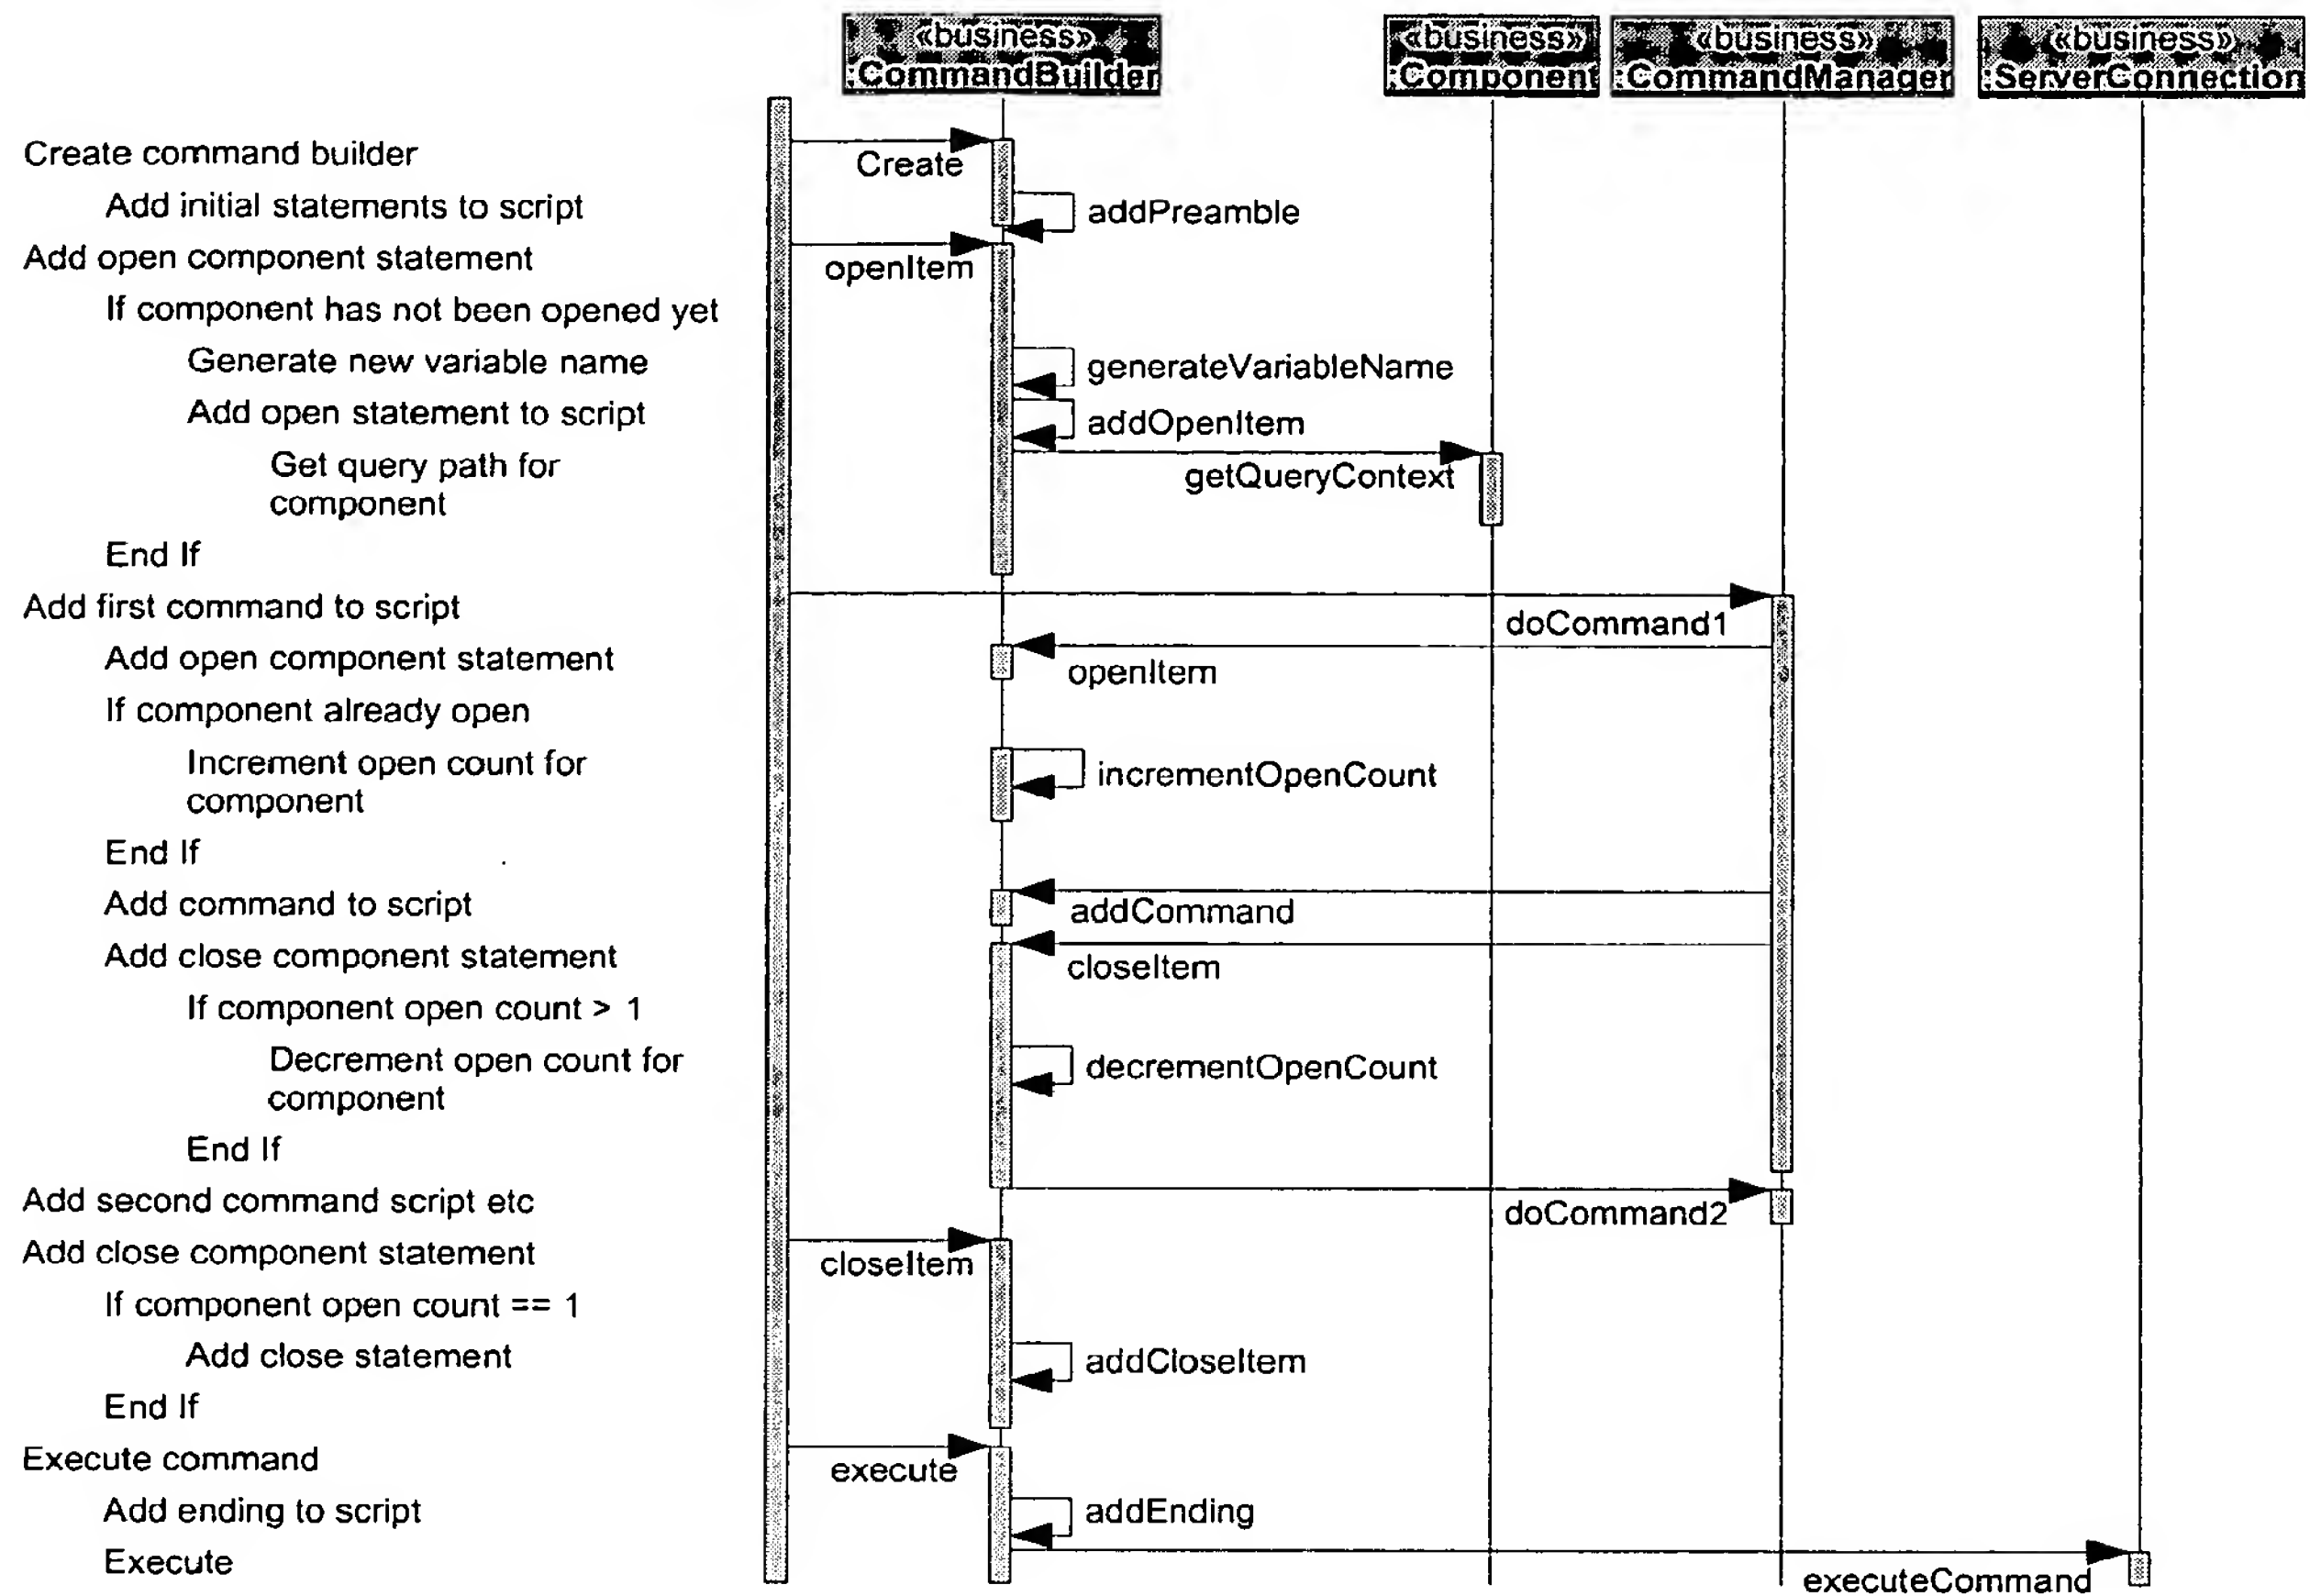 «business»
:CommandBuilder
«business»
:Component
«business»
:CommandManager
«business»
:ServerConnection
Create command builder
Create
Add initial statements to script
addPreamble
Add open component statement
openItem
If component has not been opened yet
Generate new variable name
generateVariableName
Add open statement to script
addOpenItem
Get query path for
component
getQueryContext
End If
Add first command to script
doCommand1
Add open component statement
openItem
If component already open
Increment open count for
component
incrementOpenCount
End If
Add command to script
addCommand
Add close component statement
closeItem
If component open count > 1
Decrement open count for
component
decrementOpenCount
End If
Add second command script etc
doCommand2
Add close component statement
closeItem
If component open count == 1
Add close statement
addCloseItem
End If
Execute command
execute
Add ending to script
addEnding
Execute
executeCommand